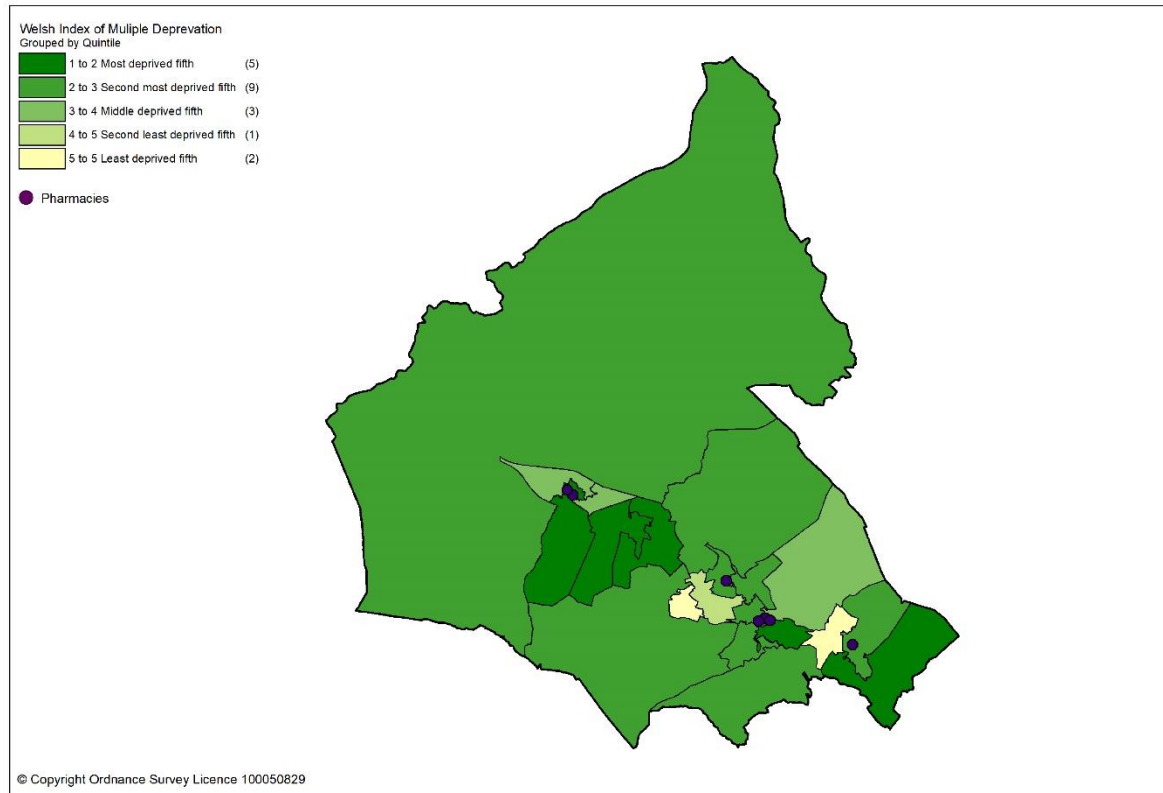 Welsh Index of Muliple Deprevation
Grouped by Quintile
1 to 2 Most deprived fifth (5)
2 to 3 Second most deprived fifth (9)
3 to 4 Middle deprived fifth (3)
4 to 5 Second least deprived fifth (1)
5 to 5 Least deprived fifth (2)
Pharmacies
© Copyright Ordnance Survey Licence 100050829